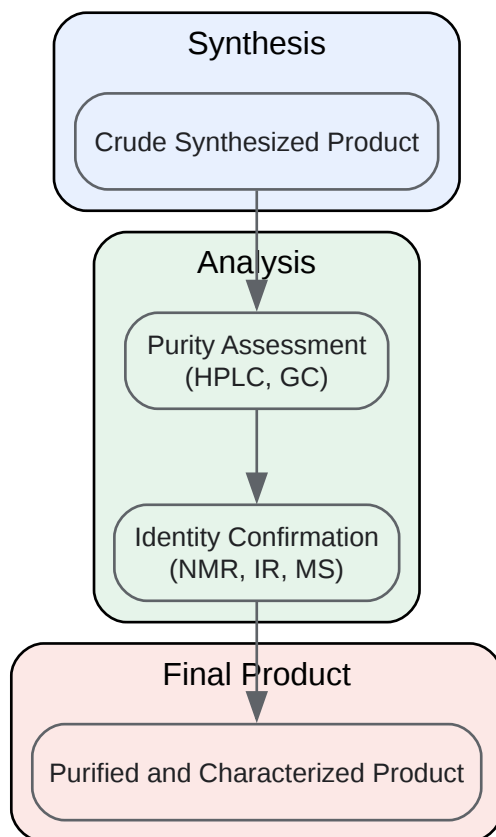 Synthesis
Crude Synthesized Product
Analysis
Purity Assessment
(HPLC, GC)
Identity Confirmation
(NMR, IR, MS)
Final Product
Purified and Characterized Product